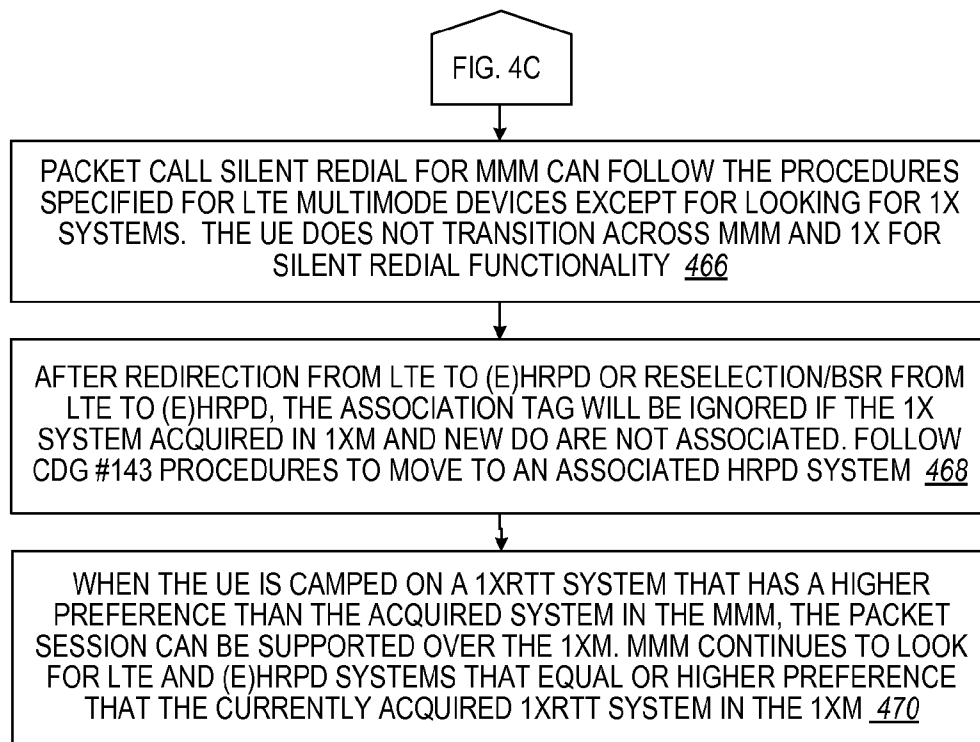 FIG. 4C
PACKET CALL SILENT REDIAL FOR MMM CAN FOLLOW THE PROCEDURES
SPECIFIED FOR LTE MULTIMODE DEVICES EXCEPT FOR LOOKING FOR 1X
SYSTEMS. THE UE DOES NOT TRANSITION ACROSS MMM AND 1X FOR
SILENT REDIAL FUNCTIONALITY 466
AFTER REDIRECTION FROM LTE TO (E)HRPD OR RESELECTION/BSR FROM
LTE TO (E)HRPD, THE ASSOCIATION TAG WILL BE IGNORED IF THE 1X
SYSTEM ACQUIRED IN 1XM AND NEW DO ARE NOT ASSOCIATED. FOLLOW
CDG #143 PROCEDURES TO MOVE TO AN ASSOCIATED HRPD SYSTEM 468
WHEN THE UE IS CAMPED ON A 1XRTT SYSTEM THAT HAS A HIGHER
PREFERENCE THAN THE ACQUIRED SYSTEM IN THE MMM, THE PACKET
SESSION CAN BE SUPPORTED OVER THE 1XM. MMM CONTINUES TO LOOK
FOR LTE AND (E)HRPD SYSTEMS THAT EQUAL OR HIGHER PREFERENCE
THAT THE CURRENTLY ACQUIRED 1XRTT SYSTEM IN THE 1XM 470